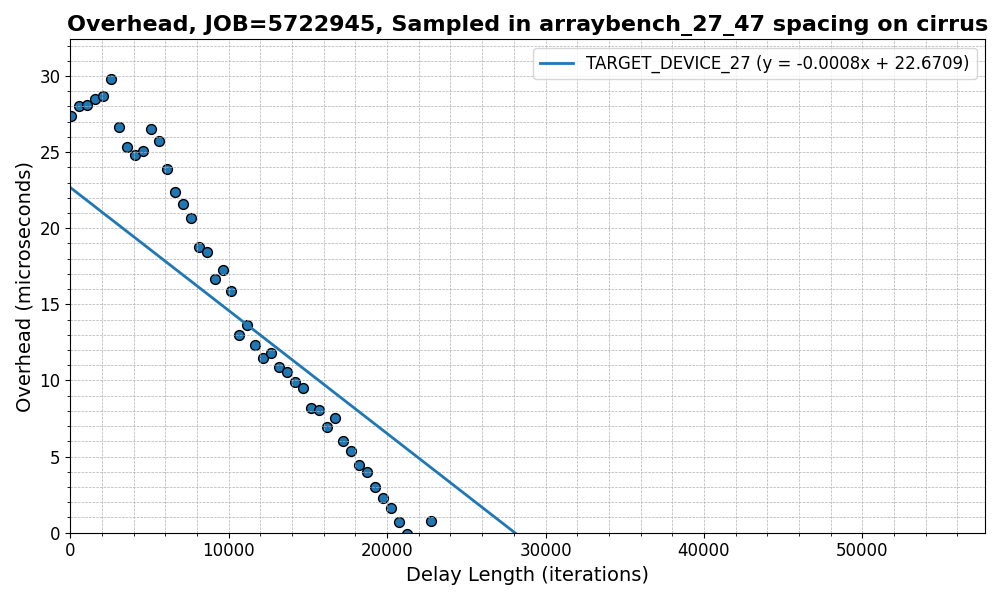 Overhead, JOB=5722945, Sampled in arraybench_27_47 spacing on cirrus
TARGET_DEVICE_27 (y = -0.0008x + 22.6709)
Overhead (microseconds)
30
25
20
15
10
5
0
0 10000 20000 30000 40000 50000
Delay Length (iterations)